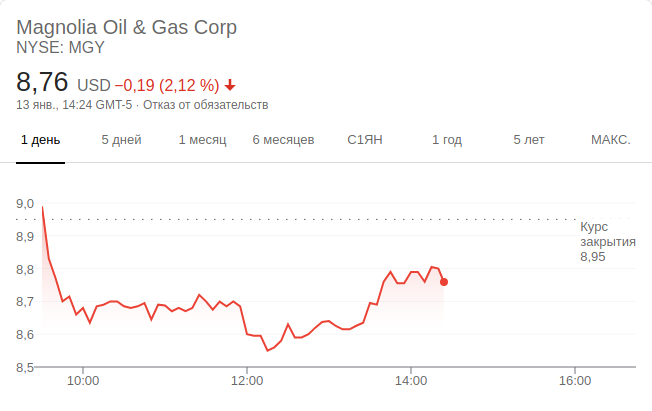 Magnolia Oil & Gas Corp
NYSE: MGY
8,76 USD −0,19 (2,12 %)
13 янв., 14:24 GMT-5 · Отказ от обязательств
1 день 5 дней 1 месяц 6 месяцев С1ЯН 1 год 5 лет МАКС.
9,0
8,9
8,8
8,7
8,6
8,5
Курс
закрытия
8,95
10:00 12:00 14:00 16:00